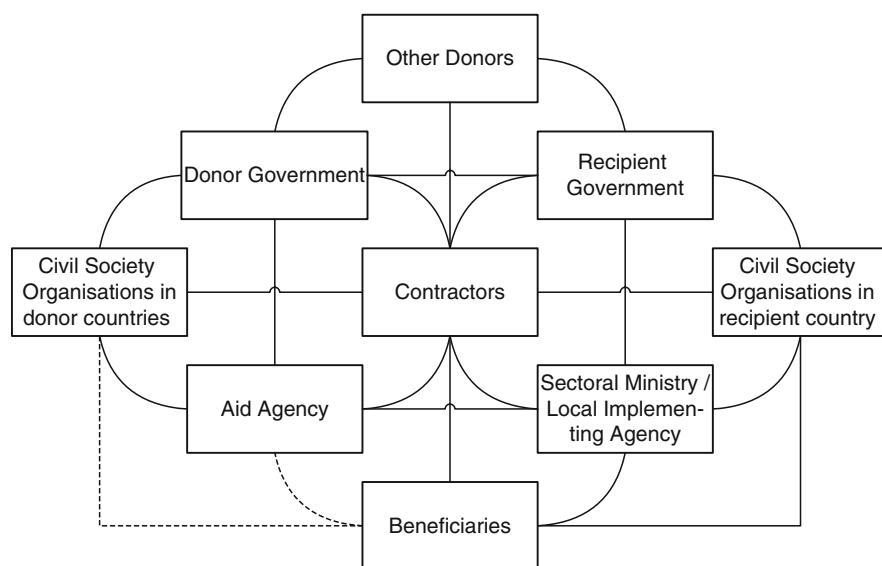 Other Donors
Donor Government
Recipient
Government
Civil Society
Organisations in
donor countries
Contractors
Civil Society
Organisations in
recipient country
Aid Agency
Sectoral Ministry /
Local Implemen-
ting Agency
Beneficiaries